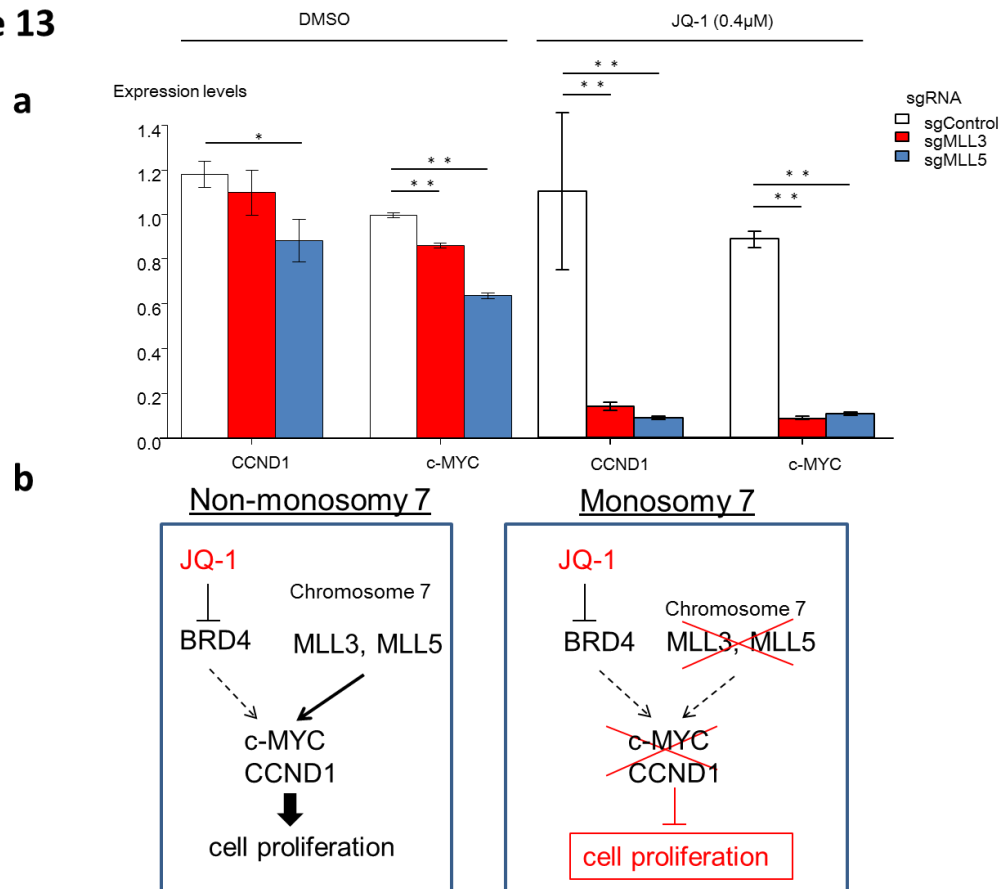 e 13
DMSO
JQ-1 (0.4μM)
a
Expression levels
sgRNA
sgControl
sgMLL3
sgMLL5
1.4
1.2
1.0
0.8
0.6
0.4
0.2
0.0
*
* *
* *
* *
* *
* *
* *
CCND1
c-MYC
CCND1
c-MYC
b
Non-monosomy 7
JQ-1
Chromosome 7
BRD4
MLL3, MLL5
c-MYC
CCND1
cell proliferation
Monosomy 7
JQ-1
Chromosome 7
BRD4
MLL3, MLL5
c-MYC
CCND1
cell proliferation